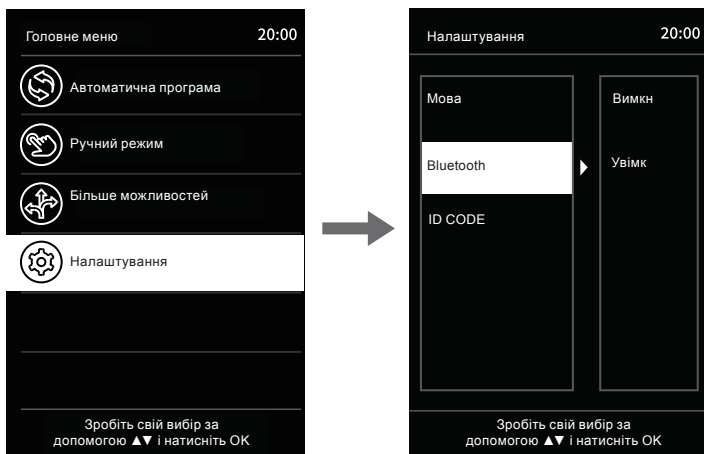 Головне меню 20:00
Автоматична програма
Ручний режим
Більше можливостей
Налаштування
Зробіть свій вибір за
допомогою ▲▼ і натисніть OK
Налаштування 20:00
Мова
Bluetooth
ID CODE
Вимкн
Увімк
Зробіть свій вибір за
допомогою ▲▼ і натисніть OK